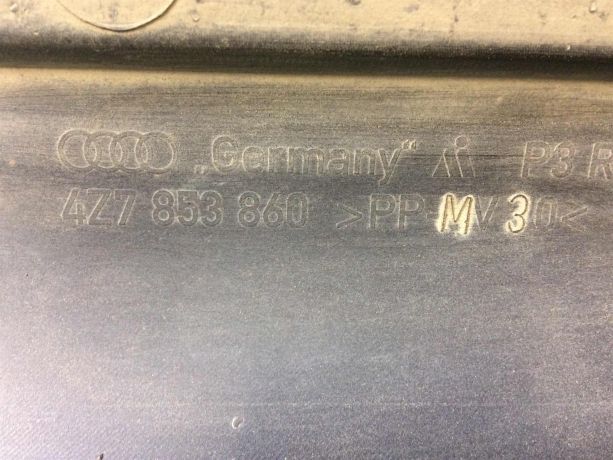 „Germany“ P3 R
4Z7 853 860 >PP-MV 30<